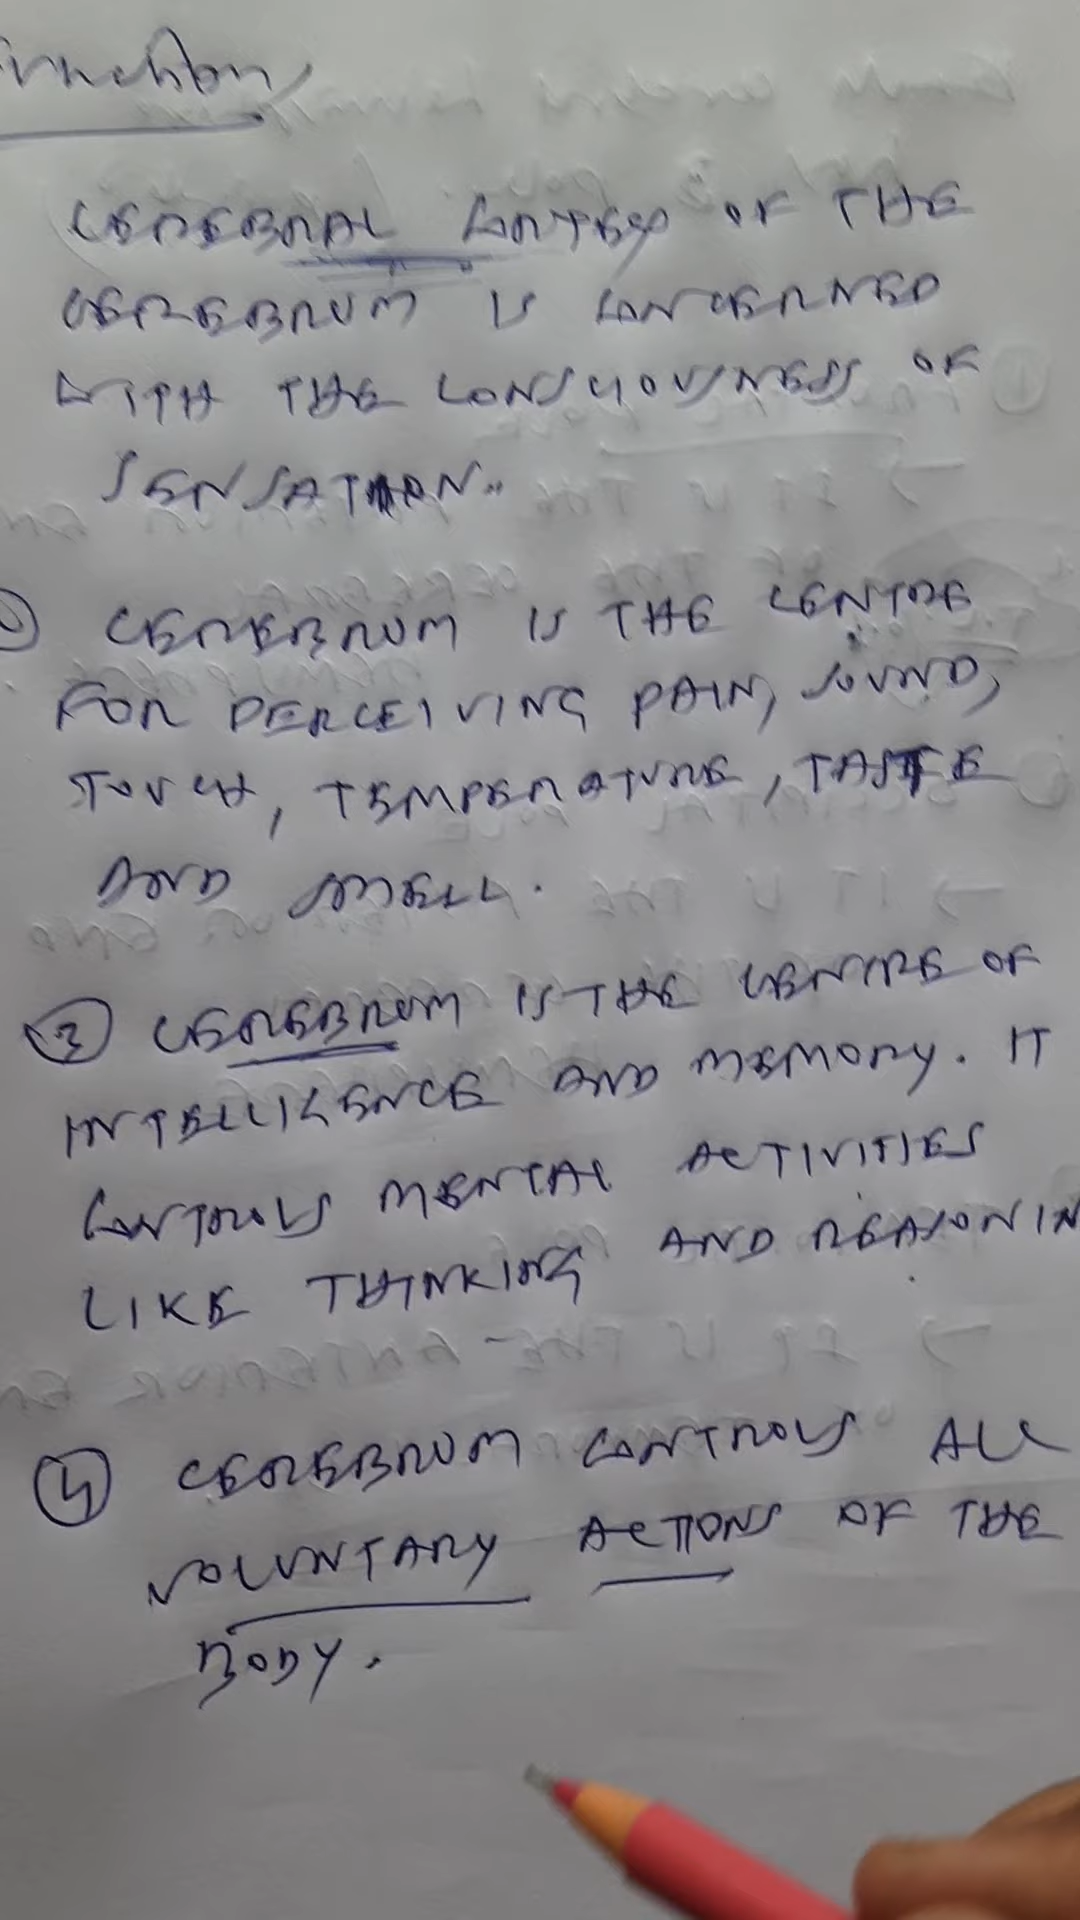 Function
CEREBRAL CORTEX OF THE
CEREBRUM IS CONCERNED
WITH THE CONSCIOUSNESS OF
SENSATION.
CEREBRUM IS THE CENTRE
FOR PERCEIVING PAIN, SOUND,
TOUCH, TEMPERATURE, TASTE
AND SMELL.
③ CEREBRUM IS THE CENTRE OF
INTELLIGENCE AND MEMORY. IT
CONTROLS MENTAL ACTIVITIES
LIKE THINKING AND REASONIN
④ CEREBRUM CONTROLS ALL
VOLUNTARY ACTIONS OF THE
BODY.